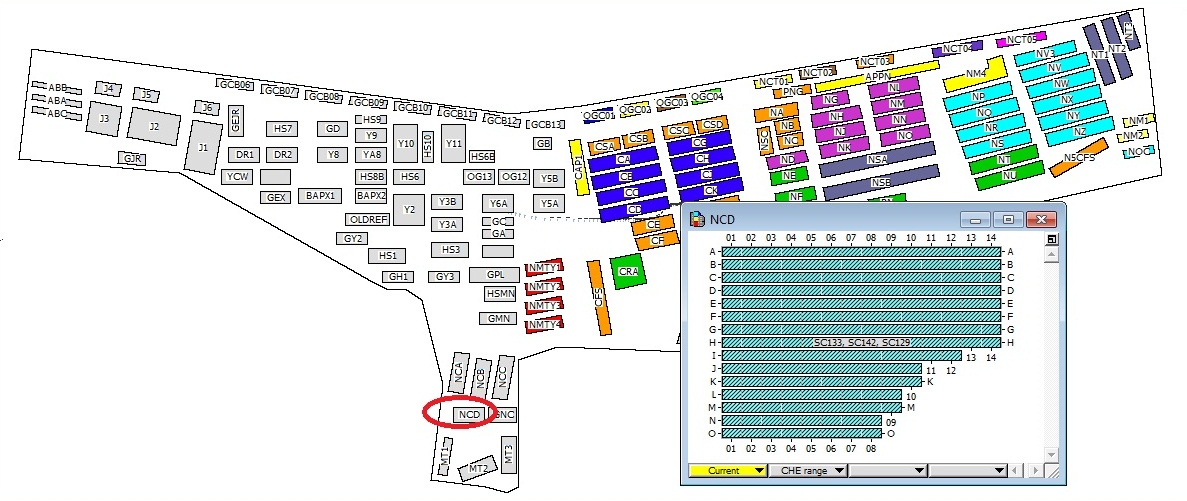 ABB
ABA
ABC
J4
J5
J3
J2
J6
J1
GJR
GEJR
GCB06
GCB07
GCB08
GCB09
GCB10
GCB11
GCB12
GCB13
HS7
GD
HS9
Y9
Y10
HS10
Y11
HS6B
GB
DR1
DR2
Y8
YA8
YCW
HS8B
HS6
OG13
OG12
Y5B
GEX
BAPX1
BAPX2
Y2
Y3B
Y6A
Y5A
OLDREF
Y3A
GC
GA
GY2
HS1
HS3
GH1
GY3
GPL
HSMN
GMN
NMTY1
NMTY2
NMTY3
NMTY4
CFS
CRA
CAP1
OGC01
OGC02
OGC03
OGC04
CSA
CSB
CSC
CSD
CA
CB
CC
CD
CE
CF
CG
CH
CJ
CK
NCT01
NCT02
NCT03
NCT04
NCT05
PNG
APPN
NA
NSC
NB
NC
ND
NE
NF
NG
NH
NJ
NK
NL
NM
NN
NO
NSA
NSB
NM4
NP
NQ
NR
NS
NT
NU
NV3
NV
NW
NX
NY
NZ
NT1
NT2
NT3
NM1
NM2
NOC
N5CFS
NCA
NCB
NCC
NCD
GNC
MT1
MT2
MT3
NCD
01 02 03 04 05 06 07 08 09 10 11 12 13 14
A A
B B
C C
D D
E E
F F
G G
H SC133, SC142, SC129 H
I 13 14
J 11 12
K K
L 10
M M
N 09
O O
01 02 03 04 05 06 07 08
Current CHE range